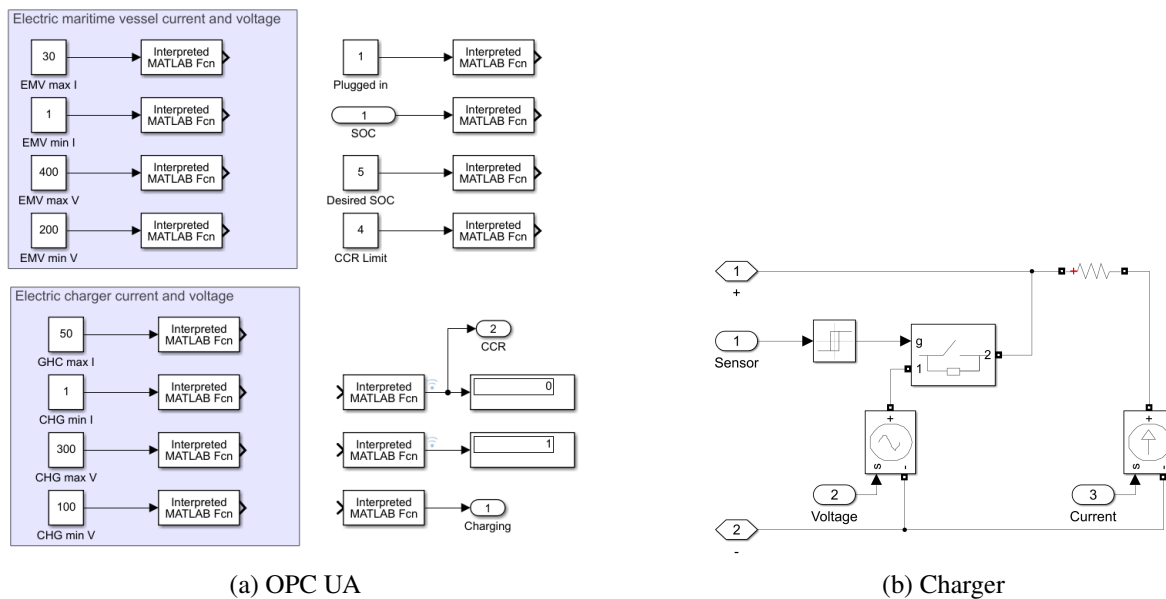 Electric maritime vessel current and voltage
30
Interpreted
MATLAB Fcn
EMV max I
1
Interpreted
MATLAB Fcn
EMV min I
400
Interpreted
MATLAB Fcn
EMV max V
200
Interpreted
MATLAB Fcn
EMV min V
1
Interpreted
MATLAB Fcn
Plugged in
1
Interpreted
MATLAB Fcn
SOC
5
Interpreted
MATLAB Fcn
Desired SOC
4
Interpreted
MATLAB Fcn
CCR Limit
Electric charger current and voltage
50
Interpreted
MATLAB Fcn
GHC max I
1
Interpreted
MATLAB Fcn
CHG min I
300
Interpreted
MATLAB Fcn
CHG max V
100
Interpreted
MATLAB Fcn
CHG min V
2
CCR
Interpreted
MATLAB Fcn
0
Interpreted
MATLAB Fcn
1
Interpreted
MATLAB Fcn
1
Charging
(a) OPC UA
1
+
+
1
Sensor
g
1
2
+
s
-
2
Voltage
+
s
-
3
Current
2
-
(b) Charger